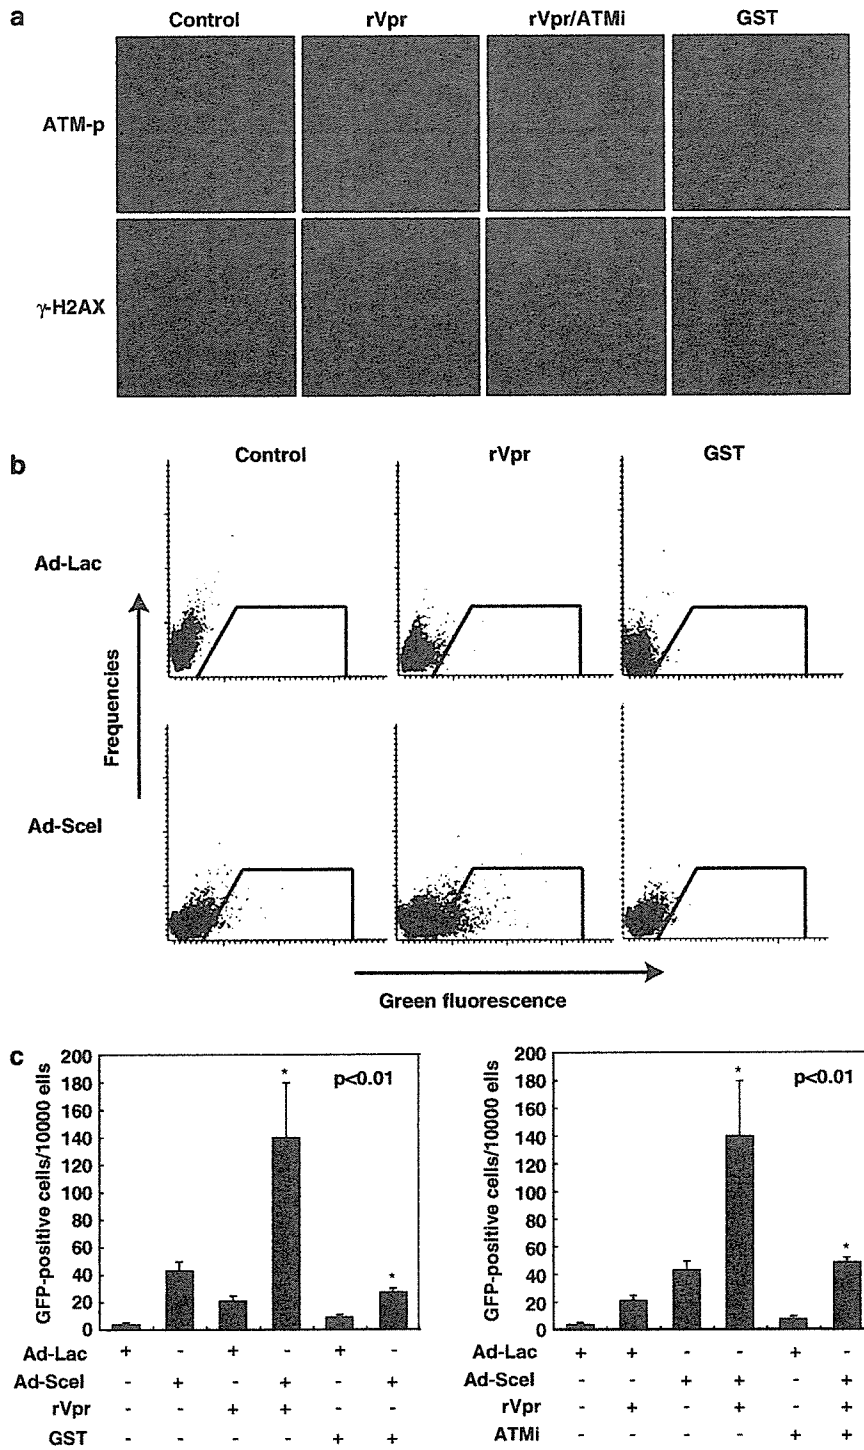 a
Control rVpr rVpr/ATMi GST
ATM-p
γ-H2AX
b
Control rVpr GST
Ad-Lac
Frequencies
Ad-SceI
Green fluorescence
c
GFP-positive cells/10000 ells
200
180
160
140
120
100
80
60
40
20
0
* p<0.01
*
Ad-Lac + - + - + -
Ad-SceI - + - + - +
rVpr - - + + - -
GST - - - - + +
GFP-positive cells/10000 ells
200
180
160
140
120
100
80
60
40
20
0
* p<0.01
*
Ad-Lac + + - - + -
Ad-SceI - - + + - +
rVpr - + - + - +
ATMi - - - - + +